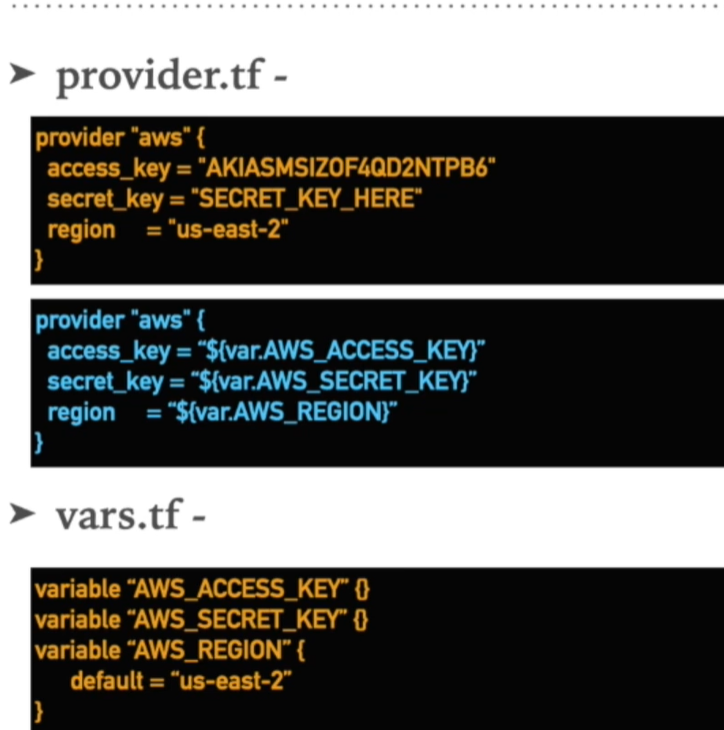 ➤ provider.tf -
provider "aws" {
access_key = "AKIASMSIZOF4QD2NTPB6"
secret_key = "SECRET_KEY_HERE"
region = "us-east-2"
}
provider "aws" {
access_key = “${var.AWS_ACCESS_KEY}”
secret_key = “${var.AWS_SECRET_KEY}”
region = “${var.AWS_REGION}”
}
➤ vars.tf -
variable “AWS_ACCESS_KEY” {}
variable “AWS_SECRET_KEY” {}
variable “AWS_REGION” {
default = “us-east-2”
}